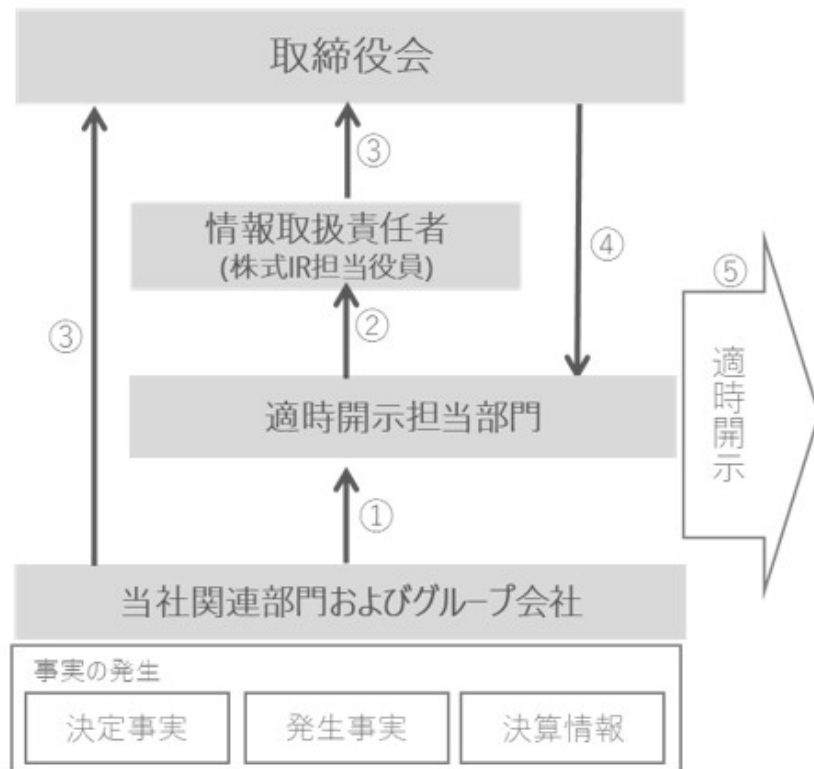 取締役会
③
情報取扱責任者
(株式IR担当役員)
④
⑤
③
②
適時開示
適時開示担当部門
①
当社関連部門およびグループ会社
事実の発生
決定事実
発生事実
決算情報